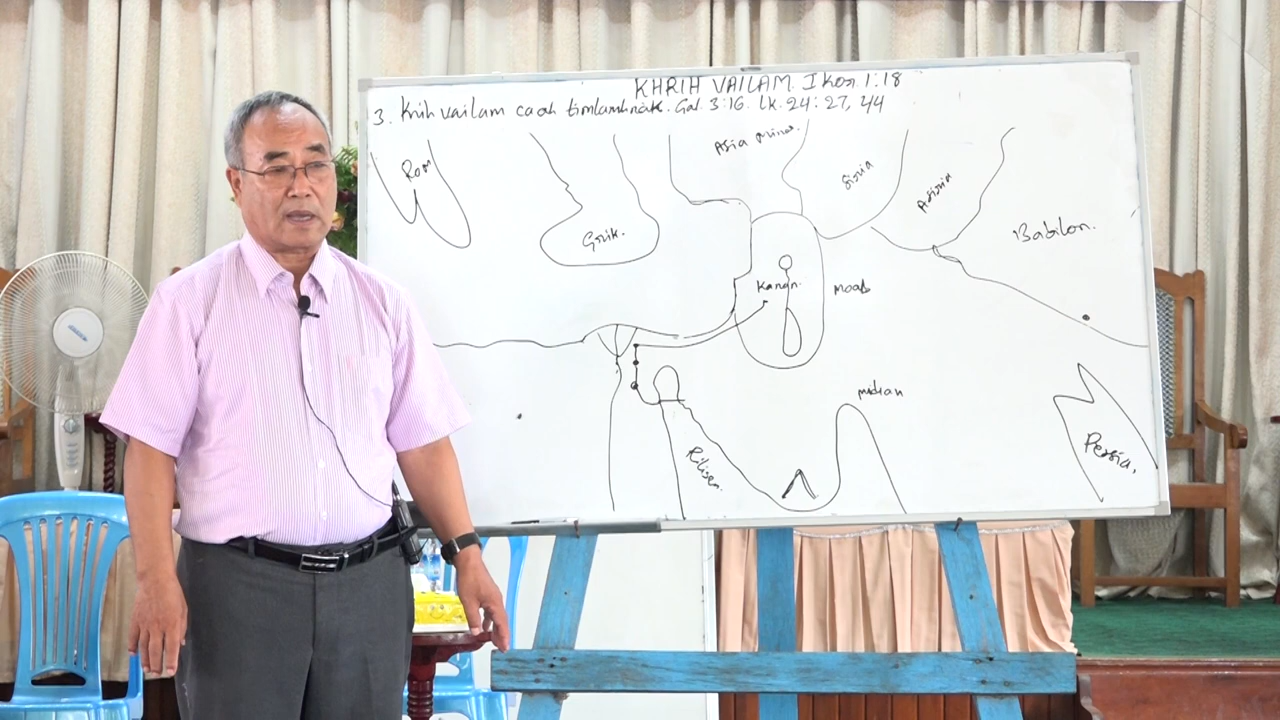 KHRIH VAILAM. I Kor. 1:18
3. Krih vailam caah timlamhnak. Gal. 3:16. Lk. 24:27, 44
Rom
Grik.
Asia Minor.
Siria
Asiria
Babilon.
Kanan.
Moab
Midian
Rilisen.
Persia.